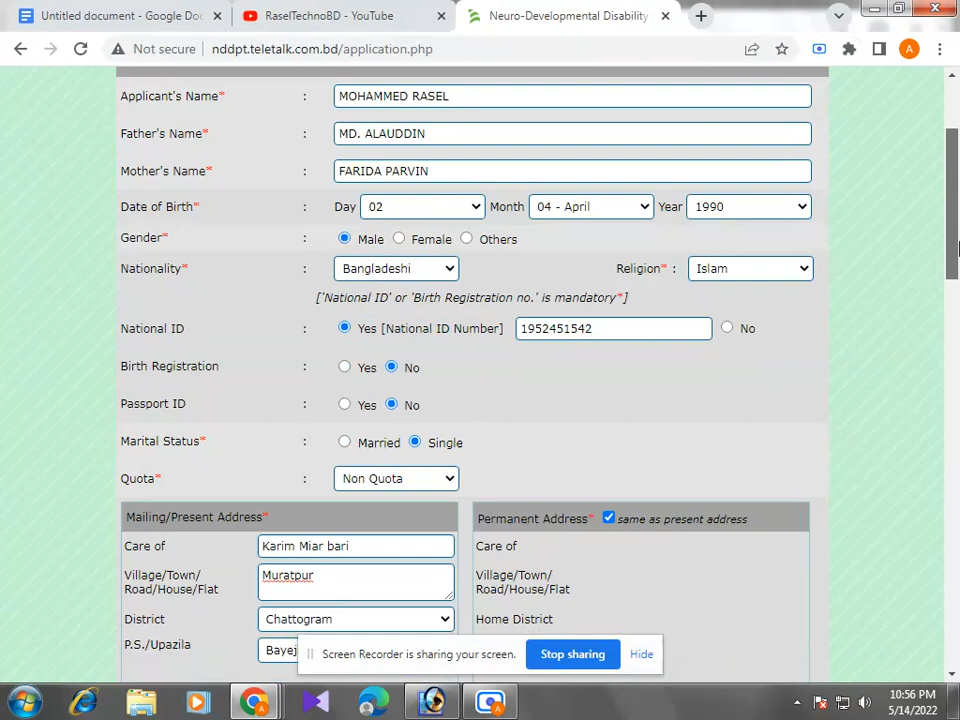 Untitled document - Google Do
RaselTechnoBD - YouTube
Neuro-Developmental Disability
Not secure
nddpt.teletalk.com.bd/application.php
A
Applicant's Name* : MOHAMMED RASEL
Father's Name* : MD. ALAUDDIN
Mother's Name* : FARIDA PARVIN
Date of Birth* : Day 02 Month 04 - April Year 1990
Gender* : Male Female Others
Nationality* : Bangladeshi Religion* : Islam
['National ID' or 'Birth Registration no.' is mandatory*]
National ID : Yes [National ID Number] 1952451542 No
Birth Registration : Yes No
Passport ID : Yes No
Marital Status* : Married Single
Quota* : Non Quota
Mailing/Present Address*
Permanent Address* same as present address
Care of Karim Miar bari
Care of
Village/Town/
Road/House/Flat
Muratpur
Village/Town/
Road/House/Flat
District Chattogram
Home District
P.S./Upazila Bayej
Screen Recorder is sharing your screen. Stop sharing Hide
10:56 PM
5/14/2022